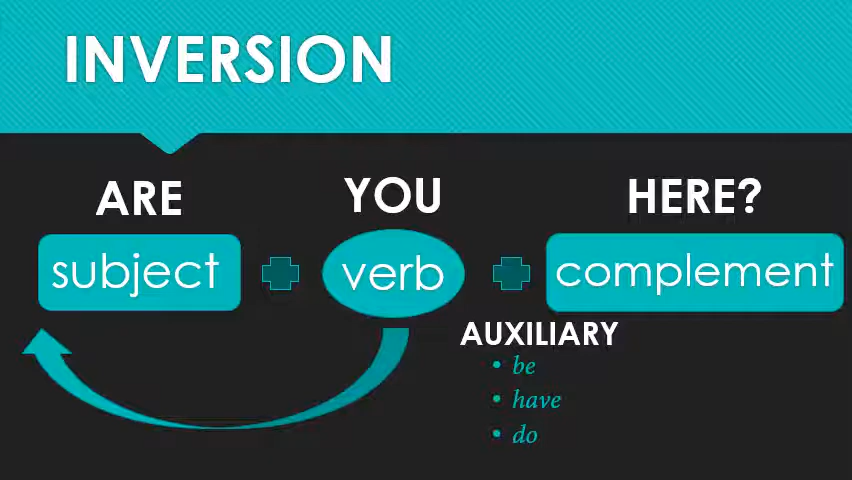 INVERSION
ARE YOU HERE?
subject verb complement
AUXILIARY
• be
• have
• do